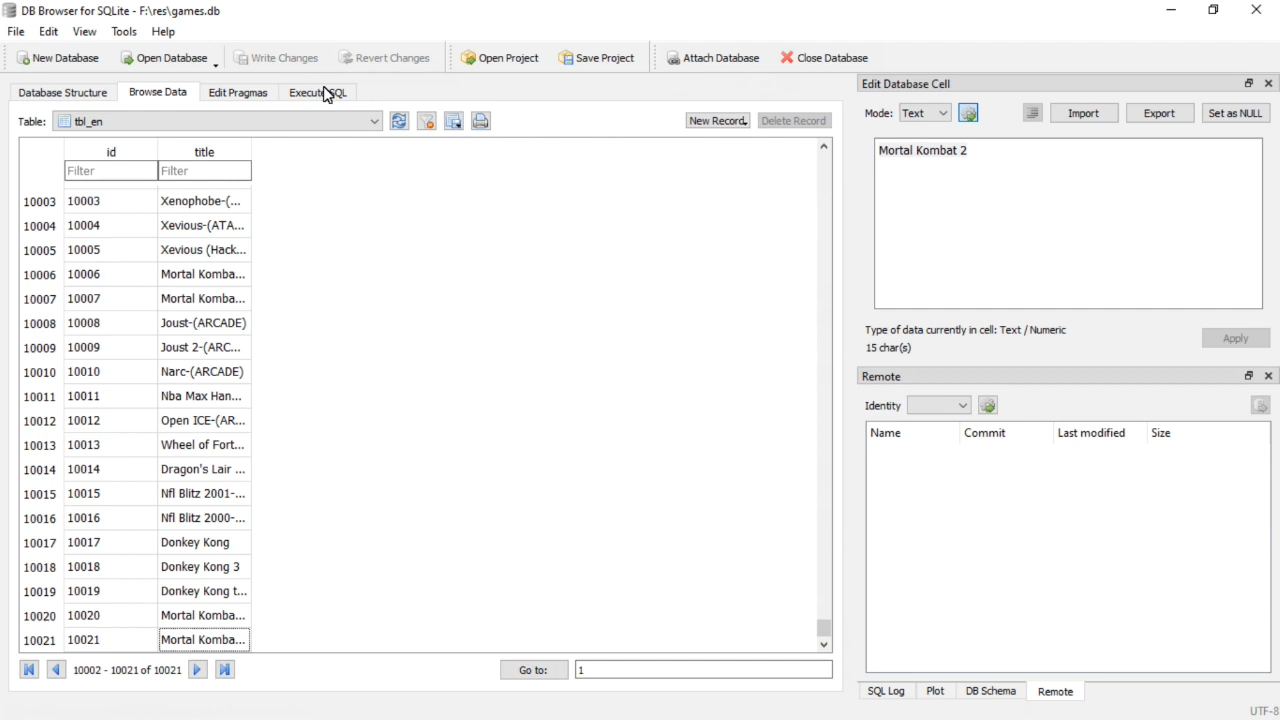 DB Browser for SQLite - F:\res\games.db
File Edit View Tools Help
New Database Open Database Write Changes Revert Changes Open Project Save Project Attach Database Close Database
Database Structure Browse Data Edit Pragmas Execute SQL
Table: tbl_en New Record Delete Record
id title
Filter Filter
10003 10003 Xenophobe-(...
10004 10004 Xevious-(ATA...
10005 10005 Xevious (Hack...
10006 10006 Mortal Komba...
10007 10007 Mortal Komba...
10008 10008 Joust-(ARCADE)
10009 10009 Joust 2-(ARC...
10010 10010 Narc-(ARCADE)
10011 10011 Nba Max Han...
10012 10012 Open ICE-(AR...
10013 10013 Wheel of Fort...
10014 10014 Dragon's Lair ...
10015 10015 Nfl Blitz 2001-...
10016 10016 Nfl Blitz 2000-...
10017 10017 Donkey Kong
10018 10018 Donkey Kong 3
10019 10019 Donkey Kong t...
10020 10020 Mortal Komba...
10021 10021 Mortal Komba...
10002 - 10021 of 10021 Go to: 1
Edit Database Cell
Mode: Text Import Export Set as NULL
Mortal Kombat 2
Type of data currently in cell: Text / Numeric
15 char(s)
Apply
Remote
Identity
Name Commit Last modified Size
SQL Log Plot DB Schema Remote
UTF-8